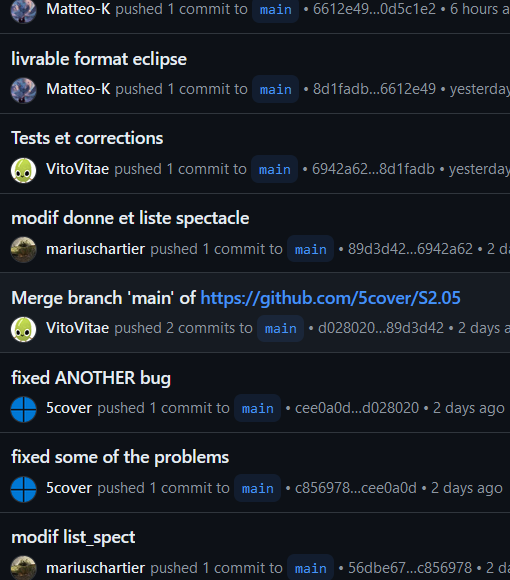 Matteo-K pushed 1 commit to main • 6612e49...0d5c1e2 • 6 hours a
livrable format eclipse
Matteo-K pushed 1 commit to main • 8d1fadb...6612e49 • yesterday
Tests et corrections
VitoVitae pushed 1 commit to main • 6942a62...8d1fadb • yesterday
modif donne et liste spectacle
mariuschartier pushed 1 commit to main • 89d3d42...6942a62 • 2 d
Merge branch 'main' of https://github.com/5cover/S2.05
VitoVitae pushed 2 commits to main • d028020...89d3d42 • 2 days a
fixed ANOTHER bug
5cover pushed 1 commit to main • cee0a0d...d028020 • 2 days ago
fixed some of the problems
5cover pushed 1 commit to main • c856978...cee0a0d • 2 days ago
modif list_spect
mariuschartier pushed 1 commit to main • 56dbe67...c856978 • 2 d